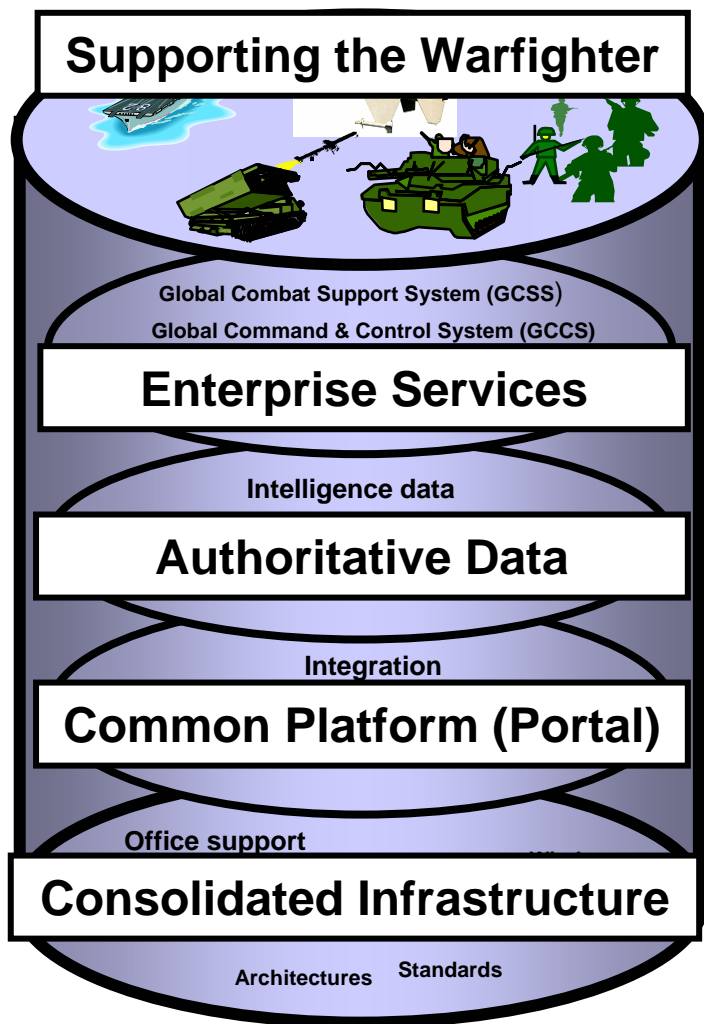 Supporting the Warfighter
Global Combat Support System (GCSS)
Global Command & Control System (GCCS)
Enterprise Services
Intelligence data
Authoritative Data
Integration
Common Platform (Portal)
Office support
Consolidated Infrastructure
Architectures Standards